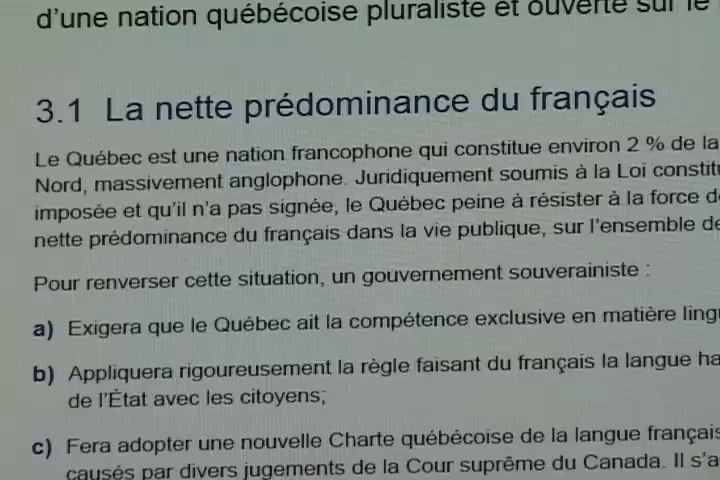 d'une nation québécoise pluraliste et ouverte sur le
3.1 La nette prédominance du français
Le Québec est une nation francophone qui constitue environ 2 % de la
Nord, massivement anglophone. Juridiquement soumis à la Loi
imposée et qu'il n'a pas signée, le Québec peine à résister à la force
nette prédominance du français dans la vie publique, sur l'ensemble
Pour renverser cette situation, un gouvernement souverainiste :
a) Exigera que le Québec ait la compétence exclusive en matière
b) Appliquera rigoureusement la règle faisant du français la langue
de l'État avec les citoyens;
c) Fera adopter une nouvelle Charte québécoise de la langue
causés par divers jugements de la Cour suprême du Canada. Il